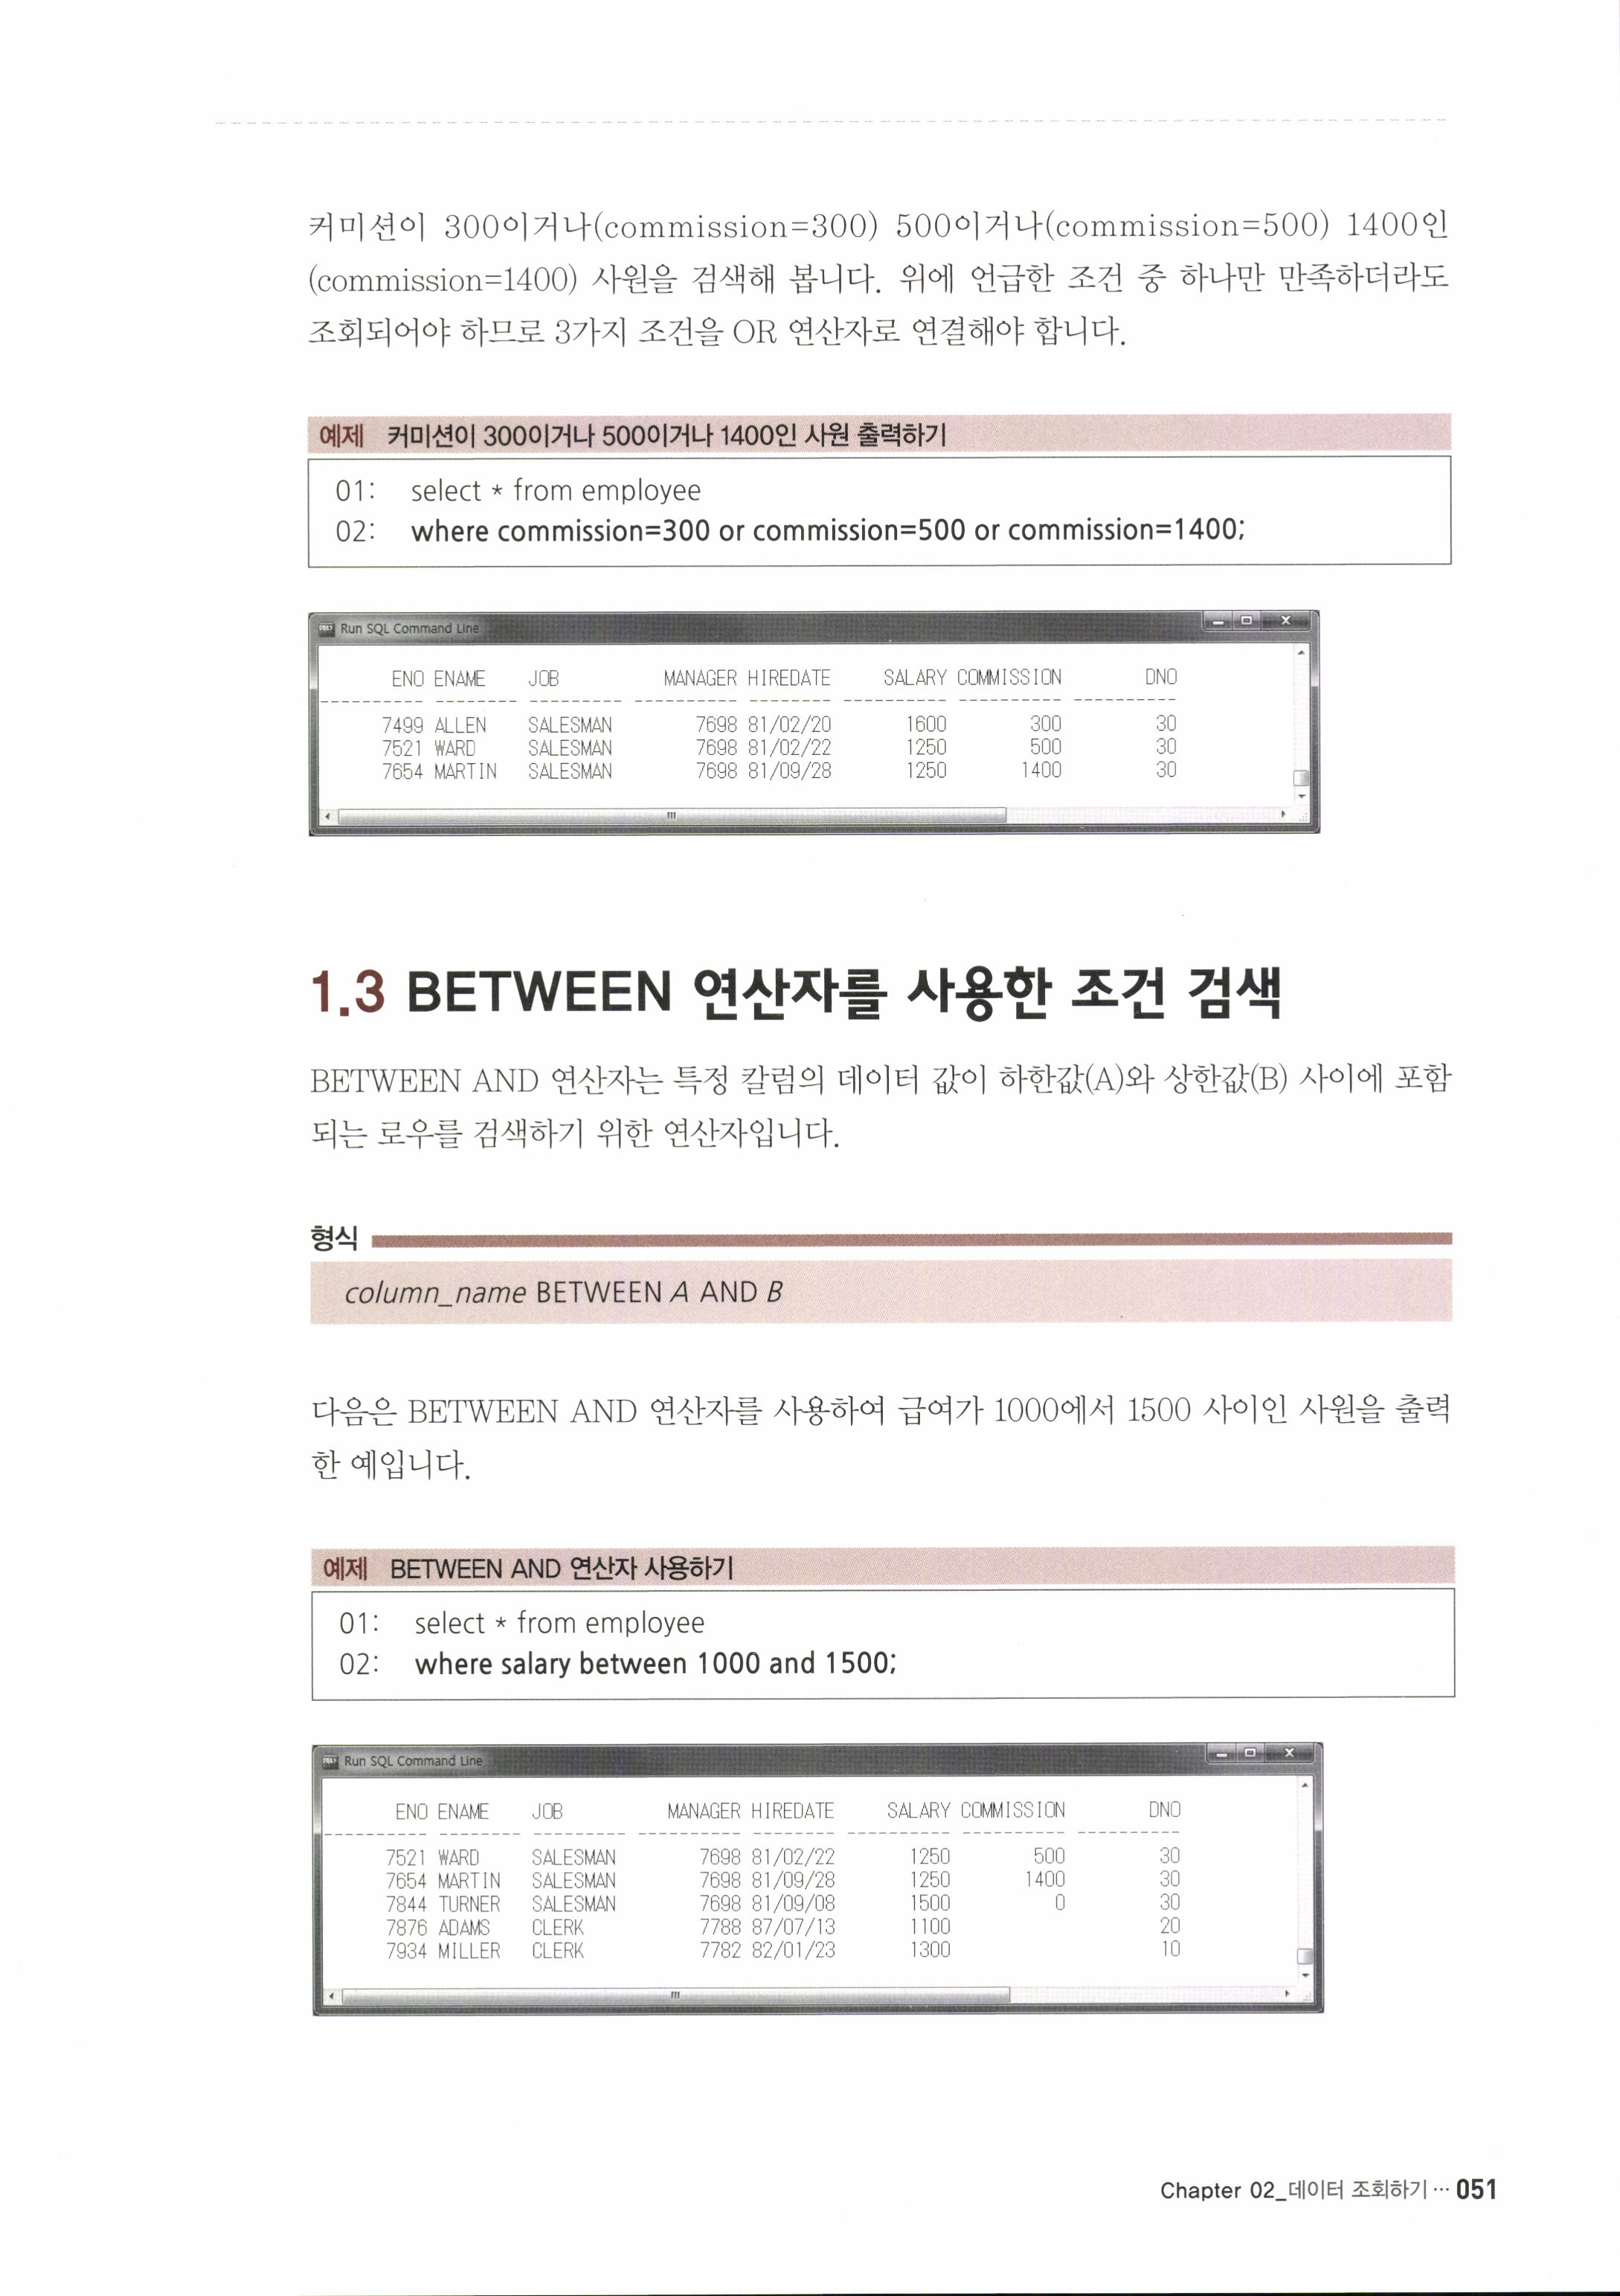 커미션이 300이거나(commission=300) 500이거나(commission=500) 1400인
(commission=1400) 사원을 검색해 봅니다. 위에 언급한 조건 중 하나만 만족하더라도
조회되어야 하므로 3가지 조건을 OR 연산자로 연결해야 합니다.
예제 커미션이 300이거나 500이거나 1400인 사원 출력하기
01: select * from employee
02: where commission=300 or commission=500 or commission=1400;
Run SQL Command Line
ENO ENAME JOB MANAGER HIREDATE SALARY COMMISSION DNO
7499 ALLEN SALESMAN 7698 81/02/20 1600 300 30
7521 WARD SALESMAN 7698 81/02/22 1250 500 30
7654 MARTIN SALESMAN 7698 81/09/28 1250 1400 30
1.3 BETWEEN 연산자를 사용한 조건 검색
BETWEEN AND 연산자는 특정 칼럼의 데이터 값이 하한값(A)와 상한값(B) 사이에 포함
되는 로우를 검색하기 위한 연산자입니다.
형식
column_name BETWEEN A AND B
다음은 BETWEEN AND 연산자를 사용하여 급여가 1000에서 1500 사이인 사원을 출력
한 예입니다.
예제 BETWEEN AND 연산자 사용하기
01: select * from employee
02: where salary between 1000 and 1500;
Run SQL Command Line
ENO ENAME JOB MANAGER HIREDATE SALARY COMMISSION DNO
7521 WARD SALESMAN 7698 81/02/22 1250 500 30
7654 MARTIN SALESMAN 7698 81/09/28 1250 1400 30
7844 TURNER SALESMAN 7698 81/09/08 1500 0 30
7876 ADAMS CLERK 7788 87/07/13 1100 20
7934 MILLER CLERK 7782 82/01/23 1300 10
Chapter 02_데이터 조회하기 ··· 051